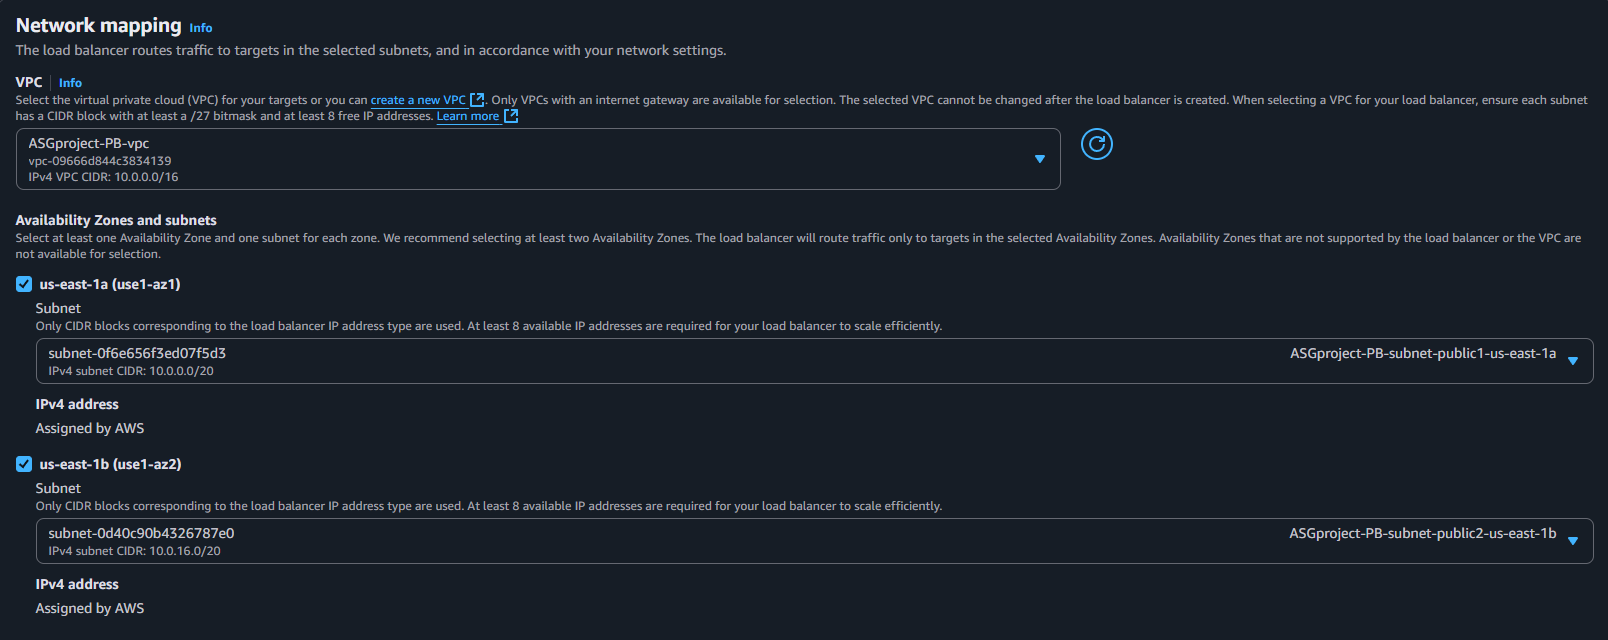 Network mapping Info
The load balancer routes traffic to targets in the selected subnets, and in accordance with your network settings.
VPC Info
Select the virtual private cloud (VPC) for your targets or you can create a new VPC. Only VPCs with an internet gateway are available for selection. The selected VPC cannot be changed after the load balancer is created. When selecting a VPC for your load balancer, ensure each subnet
has a CIDR block with at least a /27 bitmask and at least 8 free IP addresses. Learn more
ASGproject-PB-vpc
vpc-09666d844c3834139
IPv4 VPC CIDR: 10.0.0.0/16
Availability Zones and subnets
Select at least one Availability Zone and one subnet for each zone. We recommend selecting at least two Availability Zones. The load balancer will route traffic only to targets in the selected Availability Zones. Availability Zones that are not supported by the load balancer or the VPC are
not available for selection.
us-east-1a (use1-az1)
Subnet
Only CIDR blocks corresponding to the load balancer IP address type are used. At least 8 available IP addresses are required for your load balancer to scale efficiently.
subnet-0f6e656f3ed07f5d3 ASGproject-PB-subnet-public1-us-east-1a
IPv4 subnet CIDR: 10.0.0.0/20
IPv4 address
Assigned by AWS
us-east-1b (use1-az2)
Subnet
Only CIDR blocks corresponding to the load balancer IP address type are used. At least 8 available IP addresses are required for your load balancer to scale efficiently.
subnet-0d40c90b4326787e0 ASGproject-PB-subnet-public2-us-east-1b
IPv4 subnet CIDR: 10.0.16.0/20
IPv4 address
Assigned by AWS